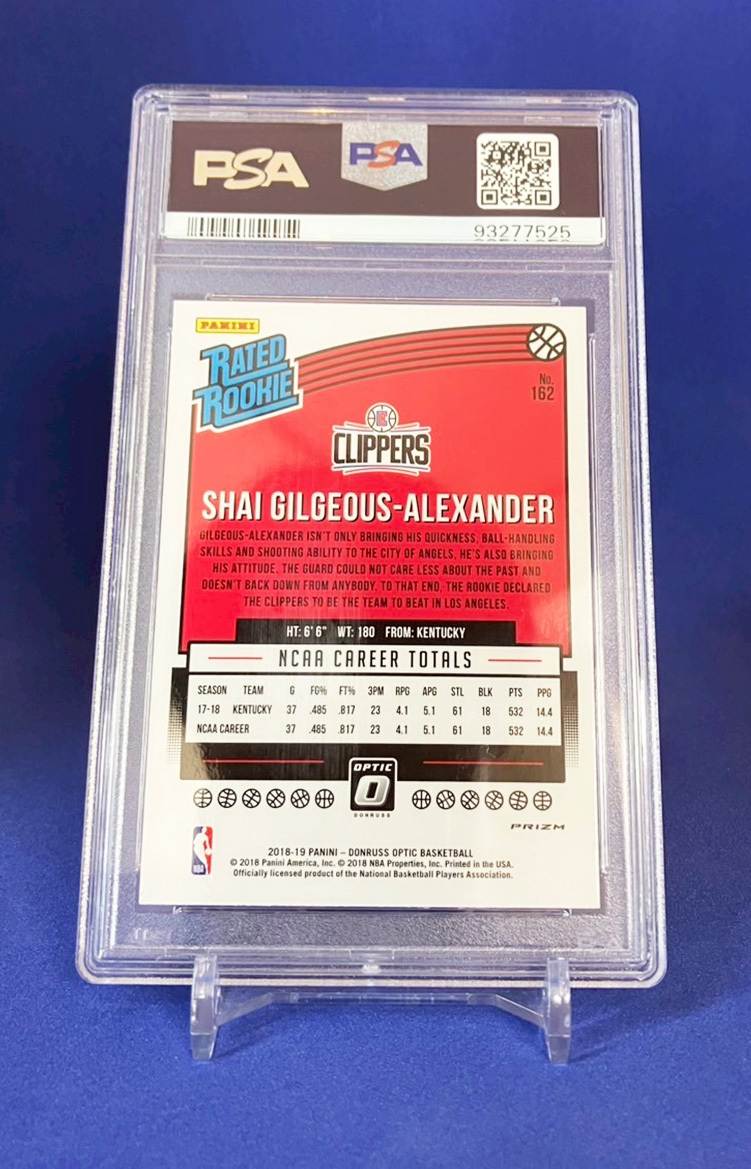 PSA
PSA
93277525
PANINI
RATED
ROOKIE
No.
162
CLIPPERS
SHAI GILGEOUS-ALEXANDER
GILGEOUS-ALEXANDER ISN'T ONLY BRINGING HIS QUICKNESS, BALL-HANDLING
SKILLS AND SHOOTING ABILITY TO THE CITY OF ANGELS, HE'S ALSO BRINGING
HIS ATTITUDE. THE GUARD COULD NOT CARE LESS ABOUT THE PAST AND
DOESN'T BACK DOWN FROM ANYBODY. TO THAT END, THE ROOKIE DECLARED
THE CLIPPERS TO BE THE TEAM TO BEAT IN LOS ANGELES.
HT: 6' 6" WT: 180 FROM: KENTUCKY
NCAA CAREER TOTALS
SEASON TEAM G FG% FT% 3PM RPG APG STL BLK PTS PPG
17-18 KENTUCKY 37 .485 .817 23 4.1 5.1 61 18 532 14.4
NCAA CAREER 37 .485 .817 23 4.1 5.1 61 18 532 14.4
OPTIC
O
DONRUSS
PRIZM
NBA
2018-19 PANINI – DONRUSS OPTIC BASKETBALL
© 2018 Panini America, Inc. © 2018 NBA Properties, Inc. Printed in the USA.
Officially licensed product of the National Basketball Players Association.